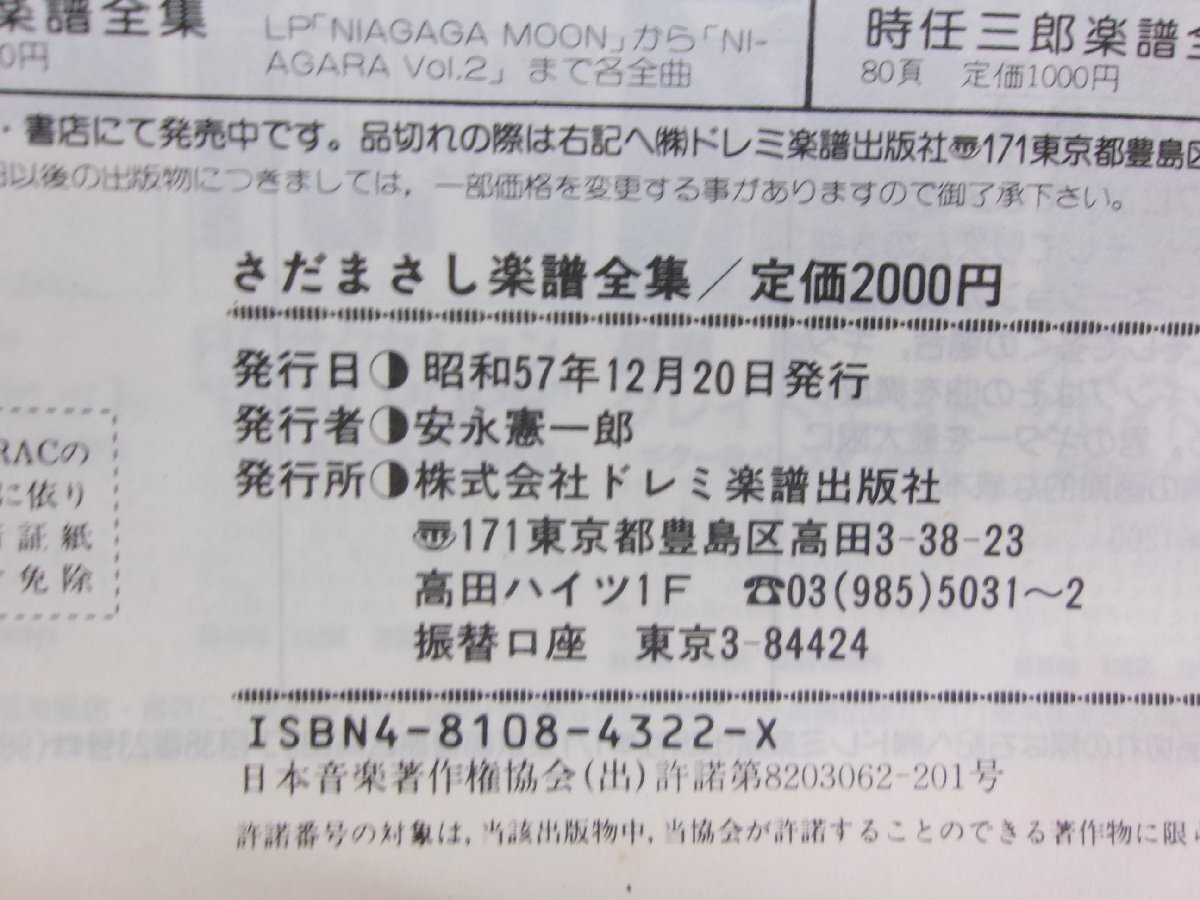 楽譜全集
0円
LP「NIAGAGA MOON」から「NI-
AGARA Vol.2」まで各全曲
時任三郎楽譜全
80頁 定価1000円
・書店にて発売中です。品切れの際は右記へ㈱ドレミ楽譜出版社〠171東京都豊島区
以後の出版物につきましては，一部価格を変更する事がありますので御了承下さい。
さだまさし楽譜全集／定価2000円
発行日◑昭和57年12月20日発行
発行者◑安永憲一郎
発行所◑株式会社ドレミ楽譜出版社
〠171東京都豊島区高田3-38-23
高田ハイツ1F ☎03(985)5031〜2
振替口座 東京3-84424
RACの
に依り
証紙
免除
ISBN4-8108-4322-X
日本音楽著作権協会(出)許諾第8203062-201号
許諾番号の対象は，当該出版物中，当協会が許諾することのできる著作物に限ら